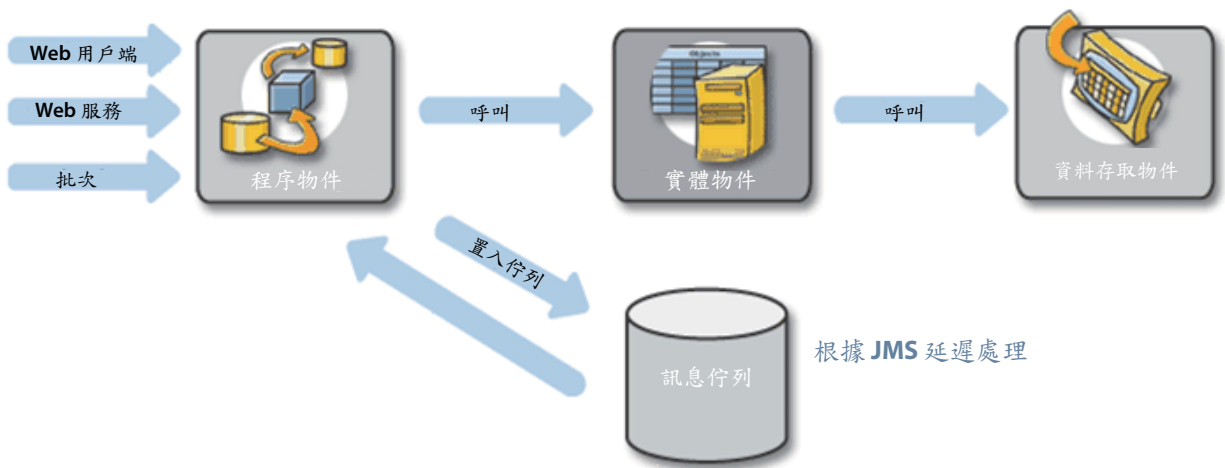 Web 用戶端
Web 服務
批次
程序物件
呼叫
Objects
實體物件
呼叫
資料存取物件
置入佇列
訊息佇列
根據 JMS 延遲處理